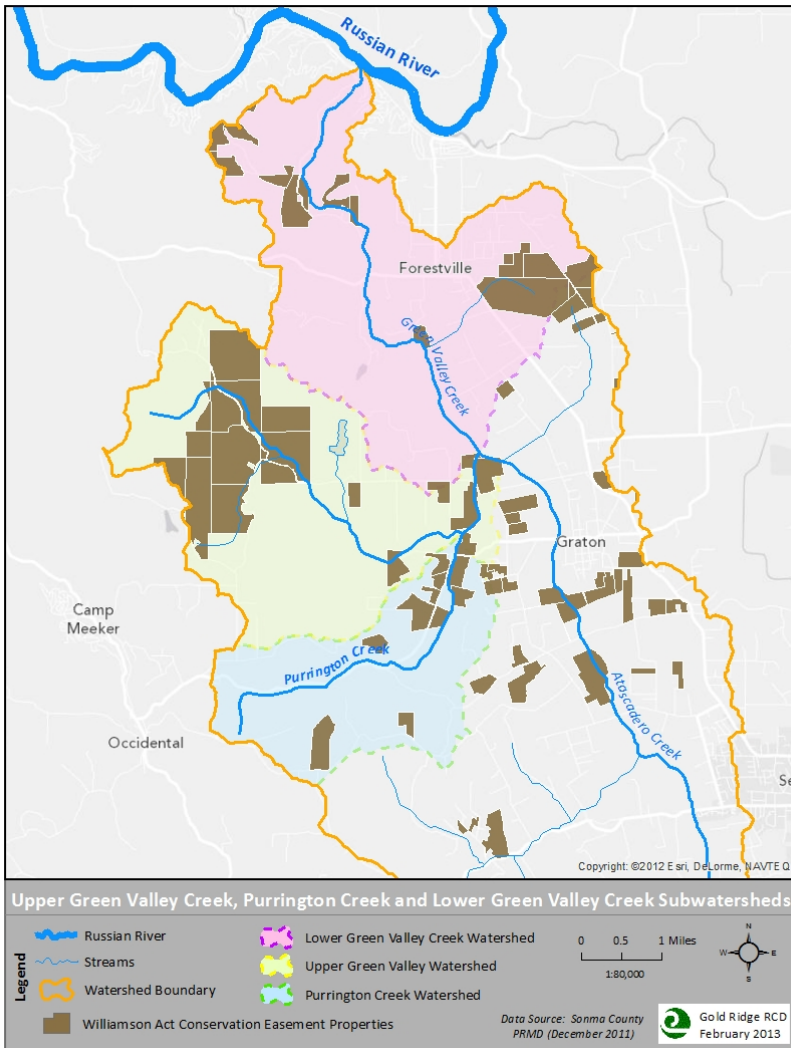 Russian River
Forestville
Green Valley Creek
Graton
Camp
Meeker
Purrington Creek
Atascadero Creek
Occidental
Se
Copyright: ©2012 Esri, DeLorme, NAVTEQ
Upper Green Valley Creek, Purrington Creek and Lower Green Valley Creek Subwatersheds
Legend
Russian River
Streams
Watershed Boundary
Williamson Act Conservation Easement Properties
Lower Green Valley Creek Watershed
Upper Green Valley Watershed
Purrington Creek Watershed
0 0.5 1 Miles
1:80,000
N
W E
S
Data Source: Sonma County
PRMD (December 2011)
Gold Ridge RCD
February 2013